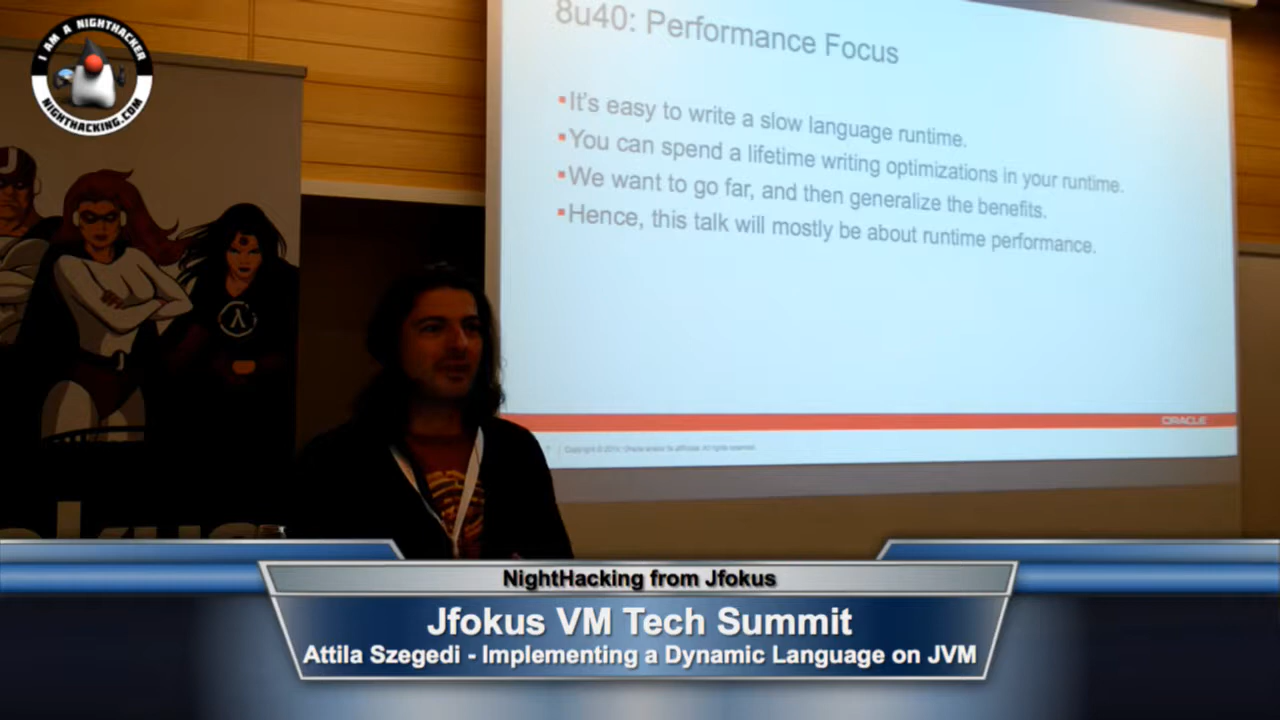 I AM A NIGHTHACKER
NIGHTHACKING.COM
8u40: Performance Focus
It's easy to write a slow language runtime.
You can spend a lifetime writing optimizations in your runtime.
We want to go far, and then generalize the benefits.
Hence, this talk will mostly be about runtime performance.
ORACLE
NightHacking from Jfokus
Jfokus VM Tech Summit
Attila Szegedi - Implementing a Dynamic Language on JVM